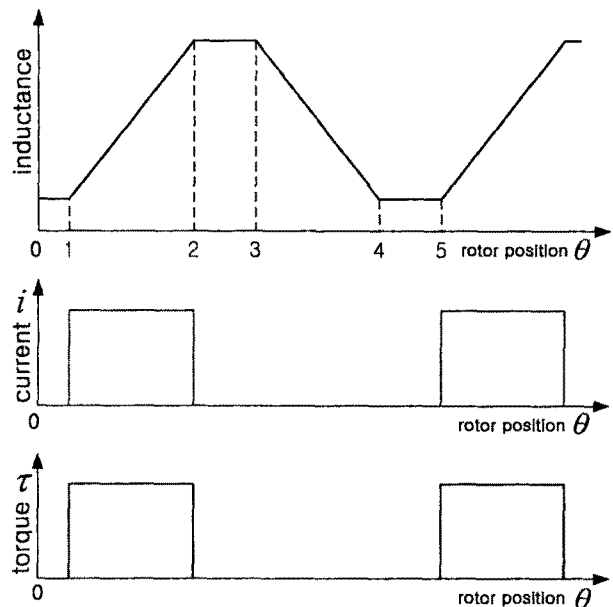 inductance
0 1 2 3 4 5 rotor position θ
current i
0 rotor position θ
torque τ
0 rotor position θ